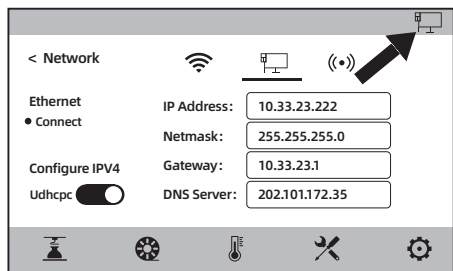 < Network
Ethernet
Connect
IP Address: 10.33.23.222
Netmask: 255.255.255.0
Configure IPV4
Gateway: 10.33.23.1
Udhcpc
DNS Server: 202.101.172.35